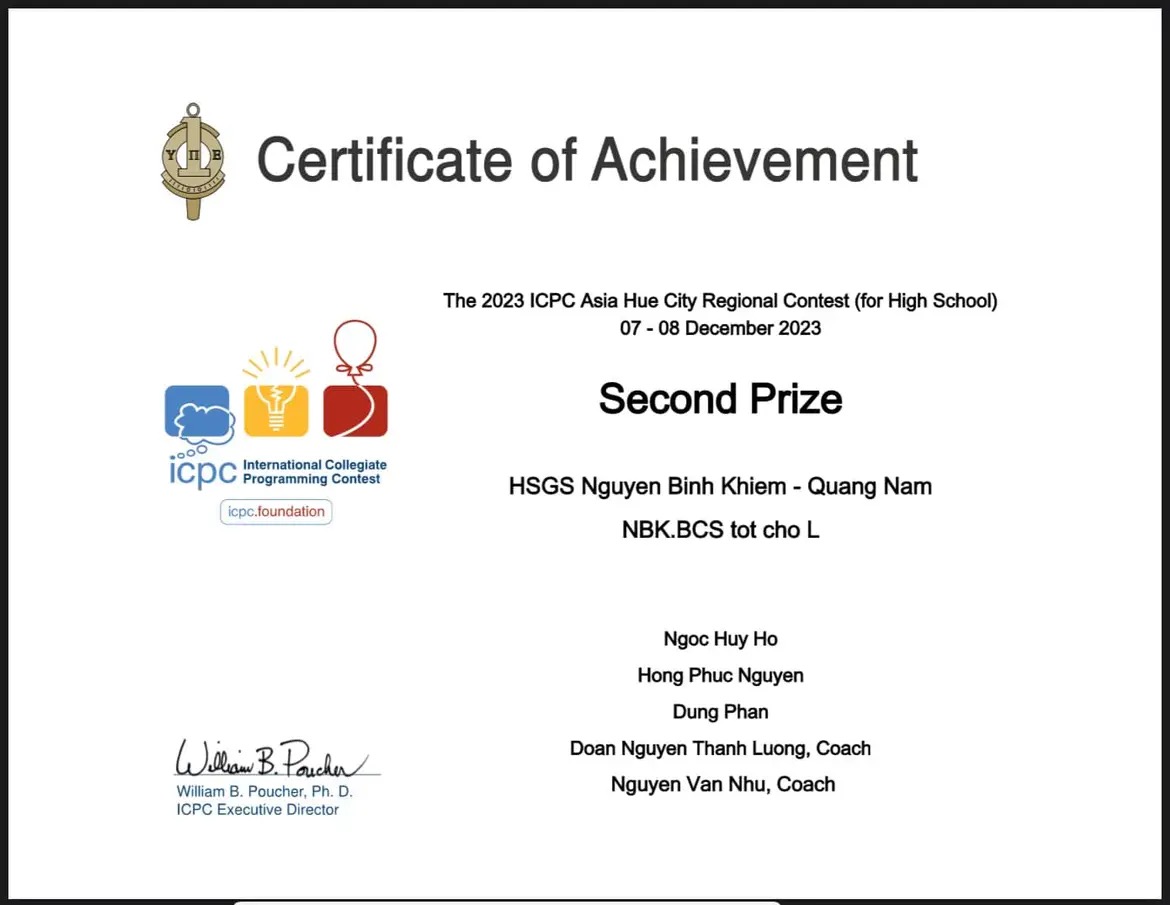 Υ Π Ε
Certificate of Achievement
The 2023 ICPC Asia Hue City Regional Contest (for High School)
07 - 08 December 2023
Second Prize
HSGS Nguyen Binh Khiem - Quang Nam
NBK.BCS tot cho L
icpc International Collegiate
Programming Contest
icpc.foundation
Ngoc Huy Ho
Hong Phuc Nguyen
Dung Phan
Doan Nguyen Thanh Luong, Coach
Nguyen Van Nhu, Coach
William B. Poucher
William B. Poucher, Ph. D.
ICPC Executive Director